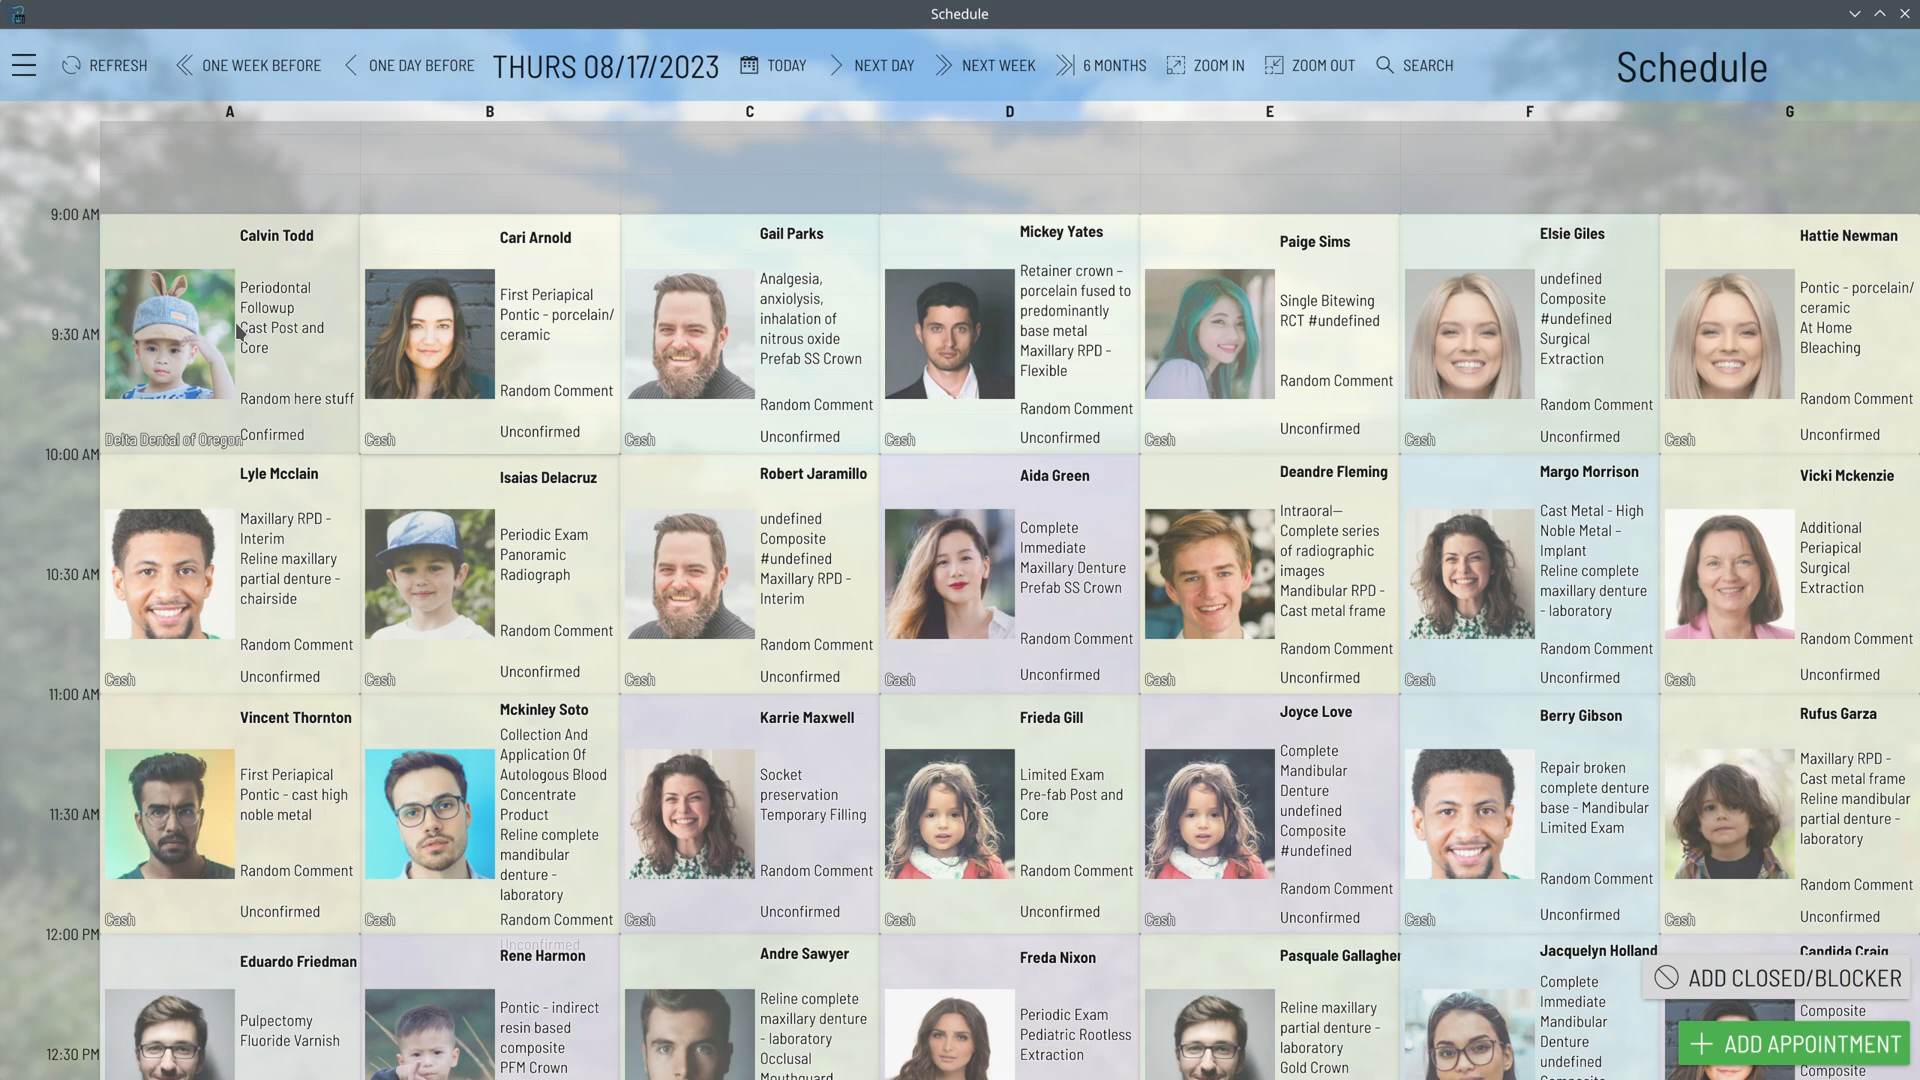 Schedule
REFRESH
ONE WEEK BEFORE
ONE DAY BEFORE
THURS 08/17/2023
TODAY
NEXT DAY
NEXT WEEK
6 MONTHS
ZOOM IN
ZOOM OUT
SEARCH
Schedule
A
B
C
D
E
F
G
9:00 AM
Calvin Todd
Periodontal
Followup
Cast Post and
Core
Random here stuff
Delta Dental of Oregon
Confirmed
Cari Arnold
First Periapical
Pontic - porcelain/
ceramic
Random Comment
Unconfirmed
Cash
Gail Parks
Analgesia,
anxiolysis,
inhalation of
nitrous oxide
Prefab SS Crown
Random Comment
Unconfirmed
Cash
Mickey Yates
Retainer crown –
porcelain fused to
predominantly
base metal
Maxillary RPD -
Flexible
Random Comment
Unconfirmed
Cash
Paige Sims
Single Bitewing
RCT #undefined
Random Comment
Unconfirmed
Cash
Elsie Giles
undefined
Composite
#undefined
Surgical
Extraction
Random Comment
Unconfirmed
Cash
Hattie Newman
Pontic - porcelain/
ceramic
At Home
Bleaching
Random Comment
Unconfirmed
Cash
9:30 AM
10:00 AM
Lyle Mcclain
Maxillary RPD -
Interim
Reline maxillary
partial denture -
chairside
Random Comment
Unconfirmed
Cash
Isaias Delacruz
Periodic Exam
Panoramic
Radiograph
Random Comment
Unconfirmed
Cash
Robert Jaramillo
undefined
Composite
#undefined
Maxillary RPD -
Interim
Random Comment
Unconfirmed
Cash
Aida Green
Complete
Immediate
Maxillary Denture
Prefab SS Crown
Random Comment
Unconfirmed
Cash
Deandre Fleming
Intraoral—
Complete series
of radiographic
images
Mandibular RPD -
Cast metal frame
Random Comment
Unconfirmed
Cash
Margo Morrison
Cast Metal - High
Noble Metal –
Implant
Reline complete
maxillary denture
- laboratory
Random Comment
Unconfirmed
Cash
Vicki Mckenzie
Additional
Periapical
Surgical
Extraction
Random Comment
Unconfirmed
Cash
10:30 AM
11:00 AM
Vincent Thornton
First Periapical
Pontic - cast high
noble metal
Random Comment
Unconfirmed
Cash
Mckinley Soto
Collection And
Application Of
Autologous Blood
Concentrate
Product
Reline complete
mandibular
denture -
laboratory
Random Comment
Unconfirmed
Cash
Karrie Maxwell
Socket
preservation
Temporary Filling
Random Comment
Unconfirmed
Cash
Frieda Gill
Limited Exam
Pre-fab Post and
Core
Random Comment
Unconfirmed
Cash
Joyce Love
Complete
Mandibular
Denture
undefined
Composite
#undefined
Random Comment
Unconfirmed
Cash
Berry Gibson
Repair broken
complete denture
base - Mandibular
Limited Exam
Random Comment
Unconfirmed
Cash
Rufus Garza
Maxillary RPD -
Cast metal frame
Reline mandibular
partial denture -
laboratory
Random Comment
Unconfirmed
Cash
11:30 AM
12:00 PM
Eduardo Friedman
Pulpectomy
Fluoride Varnish
Rene Harmon
Pontic - indirect
resin based
composite
PFM Crown
Andre Sawyer
Reline complete
maxillary denture
- laboratory
Occlusal
Mouthguard
Freda Nixon
Periodic Exam
Pediatric Rootless
Extraction
Pasquale Gallagher
Reline maxillary
partial denture -
laboratory
Gold Crown
Jacquelyn Holland
Complete
Immediate
Mandibular
Denture
undefined
Composite
Candida Craig
Composite
Composite
12:30 PM
ADD CLOSED/BLOCKER
ADD APPOINTMENT